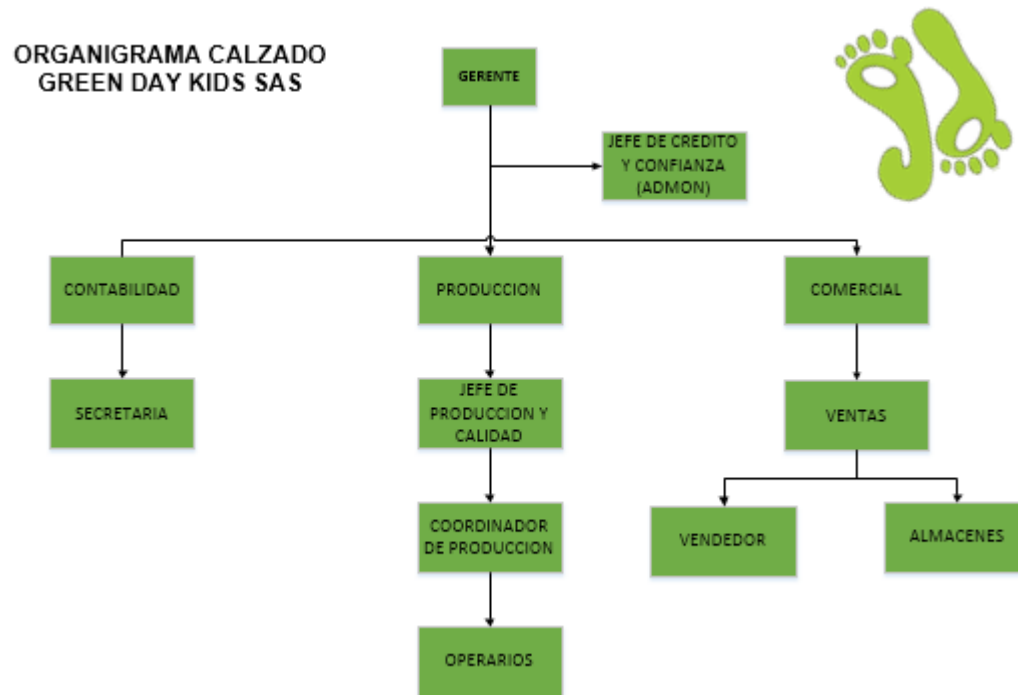 ORGANIGRAMA CALZADO
GREEN DAY KIDS SAS
GERENTE
JEFE DE CREDITO
Y CONFIANZA
(ADMON)
CONTABILIDAD
PRODUCCION
COMERCIAL
SECRETARIA
JEFE DE
PRODUCCION Y
CALIDAD
VENTAS
COORDINADOR
DE PRODUCCION
VENDEDOR
ALMACENES
OPERARIOS